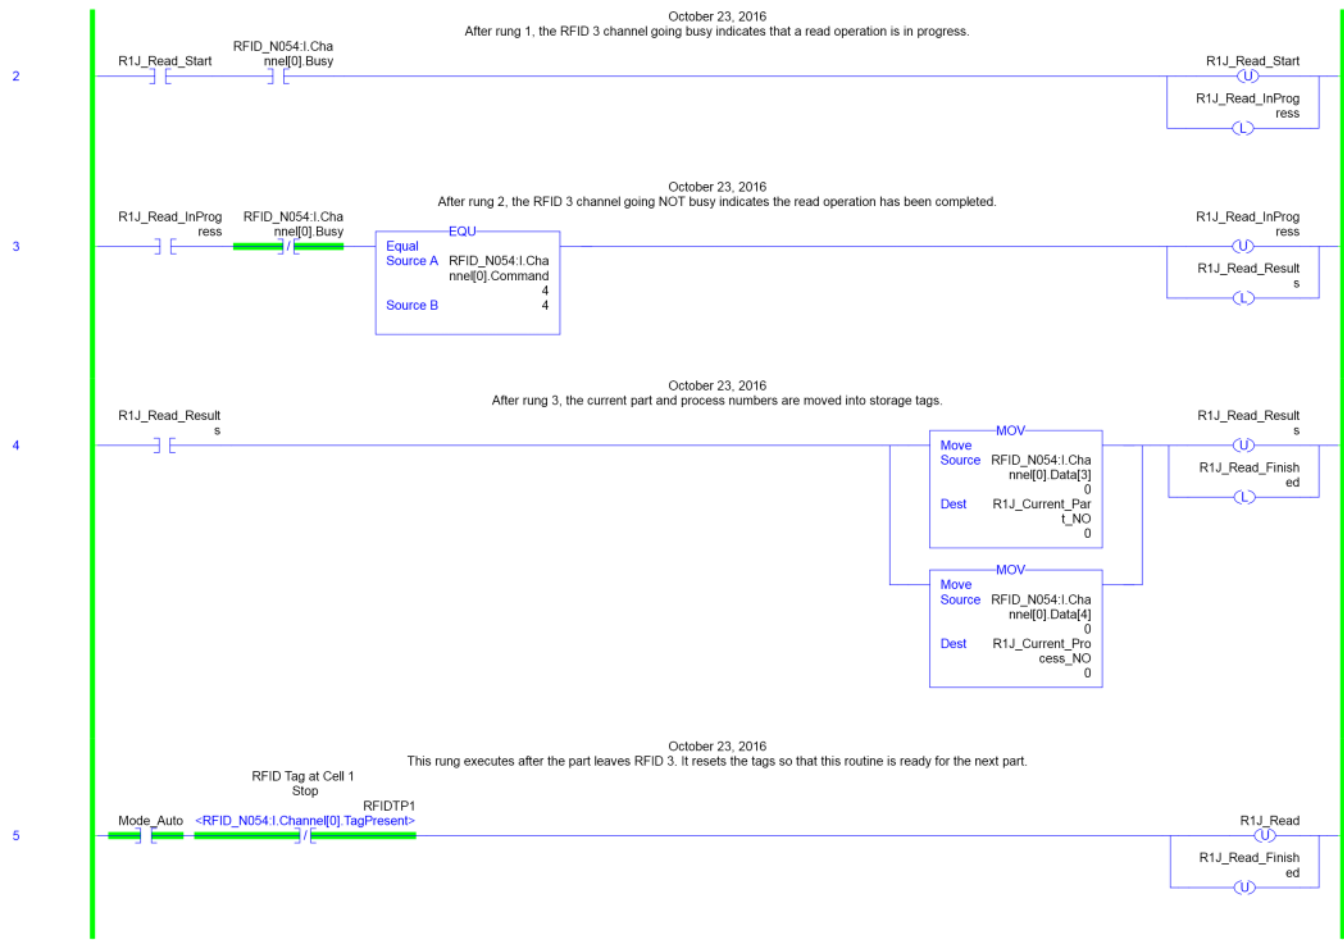 October 23, 2016
After rung 1, the RFID 3 channel going busy indicates that a read operation is in progress.
RFID_N054:I.Cha
R1J_Read_Start nnel[0].Busy R1J_Read_Start
2
U
R1J_Read_InProg
ress
L
October 23, 2016
After rung 2, the RFID 3 channel going NOT busy indicates the read operation has been completed.
R1J_Read_InProg RFID_N054:I.Cha R1J_Read_InProg
ress nnel[0].Busy ress
EQU
3
U
Equal
Source A RFID_N054:I.Cha
nnel[0].Command
4
Source B 4
R1J_Read_Result
s
L
October 23, 2016
After rung 3, the current part and process numbers are moved into storage tags.
R1J_Read_Result R1J_Read_Result
s s
MOV
4
U
Move
Source RFID_N054:I.Cha
nnel[0].Data[3]
0
Dest R1J_Current_Par
t_NO
0
R1J_Read_Finish
ed
L
MOV
Move
Source RFID_N054:I.Cha
nnel[0].Data[4]
0
Dest R1J_Current_Pro
cess_NO
0
October 23, 2016
This rung executes after the part leaves RFID 3. It resets the tags so that this routine is ready for the next part.
RFID Tag at Cell 1
Stop
RFIDTP1
Mode_Auto <RFID_N054:I.Channel[0].TagPresent> R1J_Read
5
U
R1J_Read_Finish
ed
U